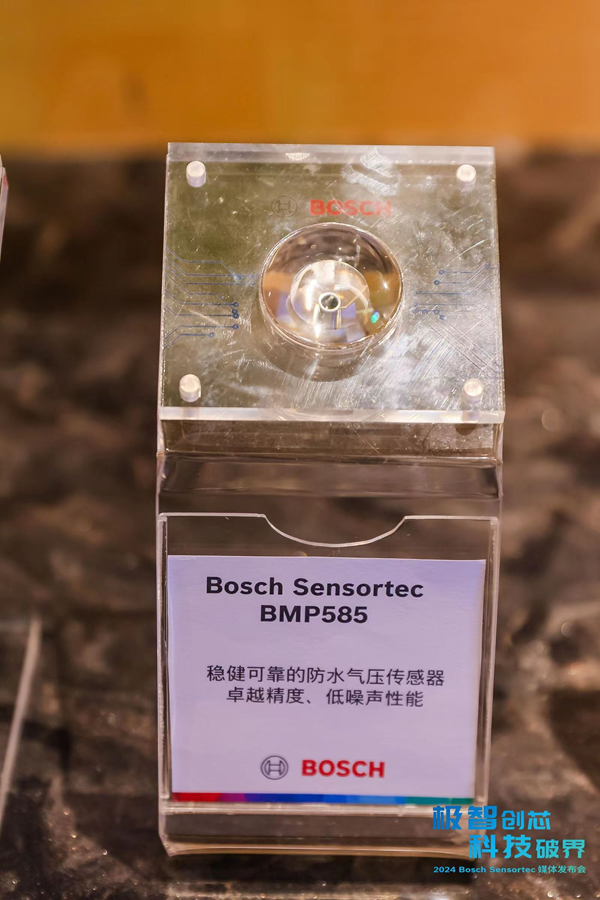 BOSCH
Bosch Sensortec
BMP585
稳健可靠的防水气压传感器
卓越精度、低噪声性能
BOSCH
极智创芯
科技破界
2024 Bosch Sensortec 媒体发布会